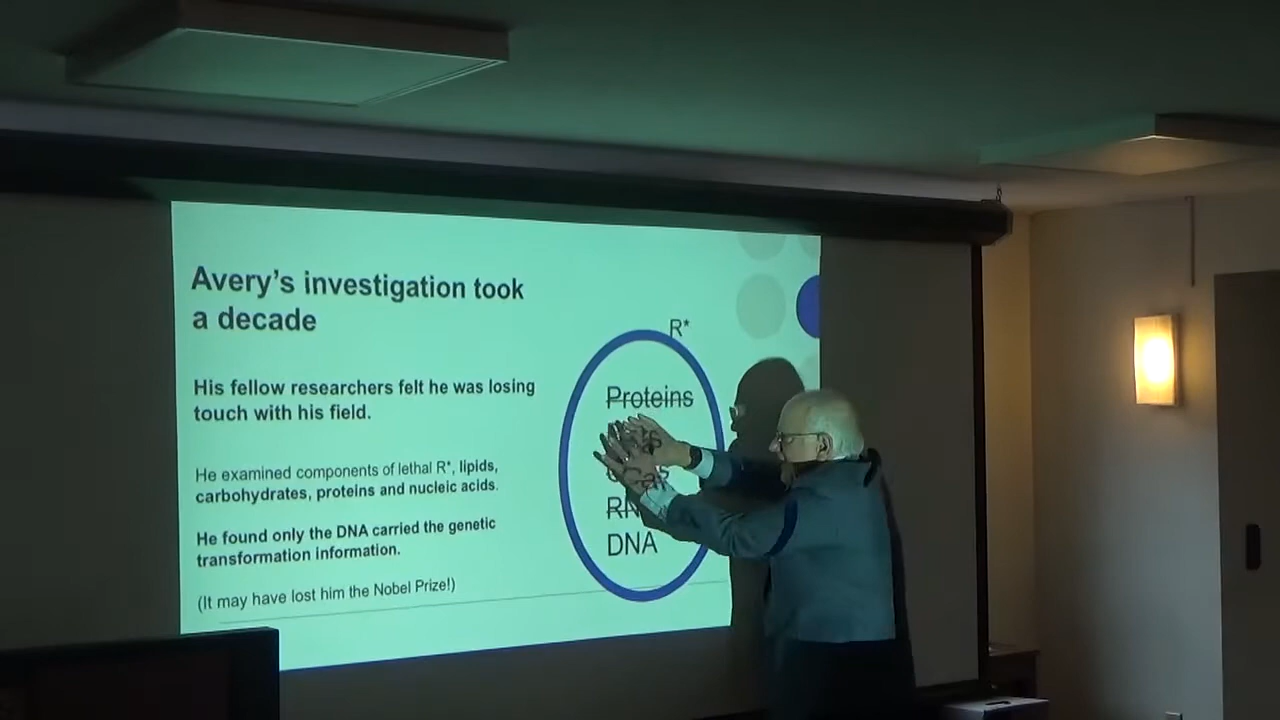 Avery's investigation took
a decade
R*
His fellow researchers felt he was losing
touch with his field.
Proteins
He examined components of lethal R*, lipids,
carbohydrates, proteins and nucleic acids.
He found only the DNA carried the genetic
transformation information.
DNA
(It may have lost him the Nobel Prize!)